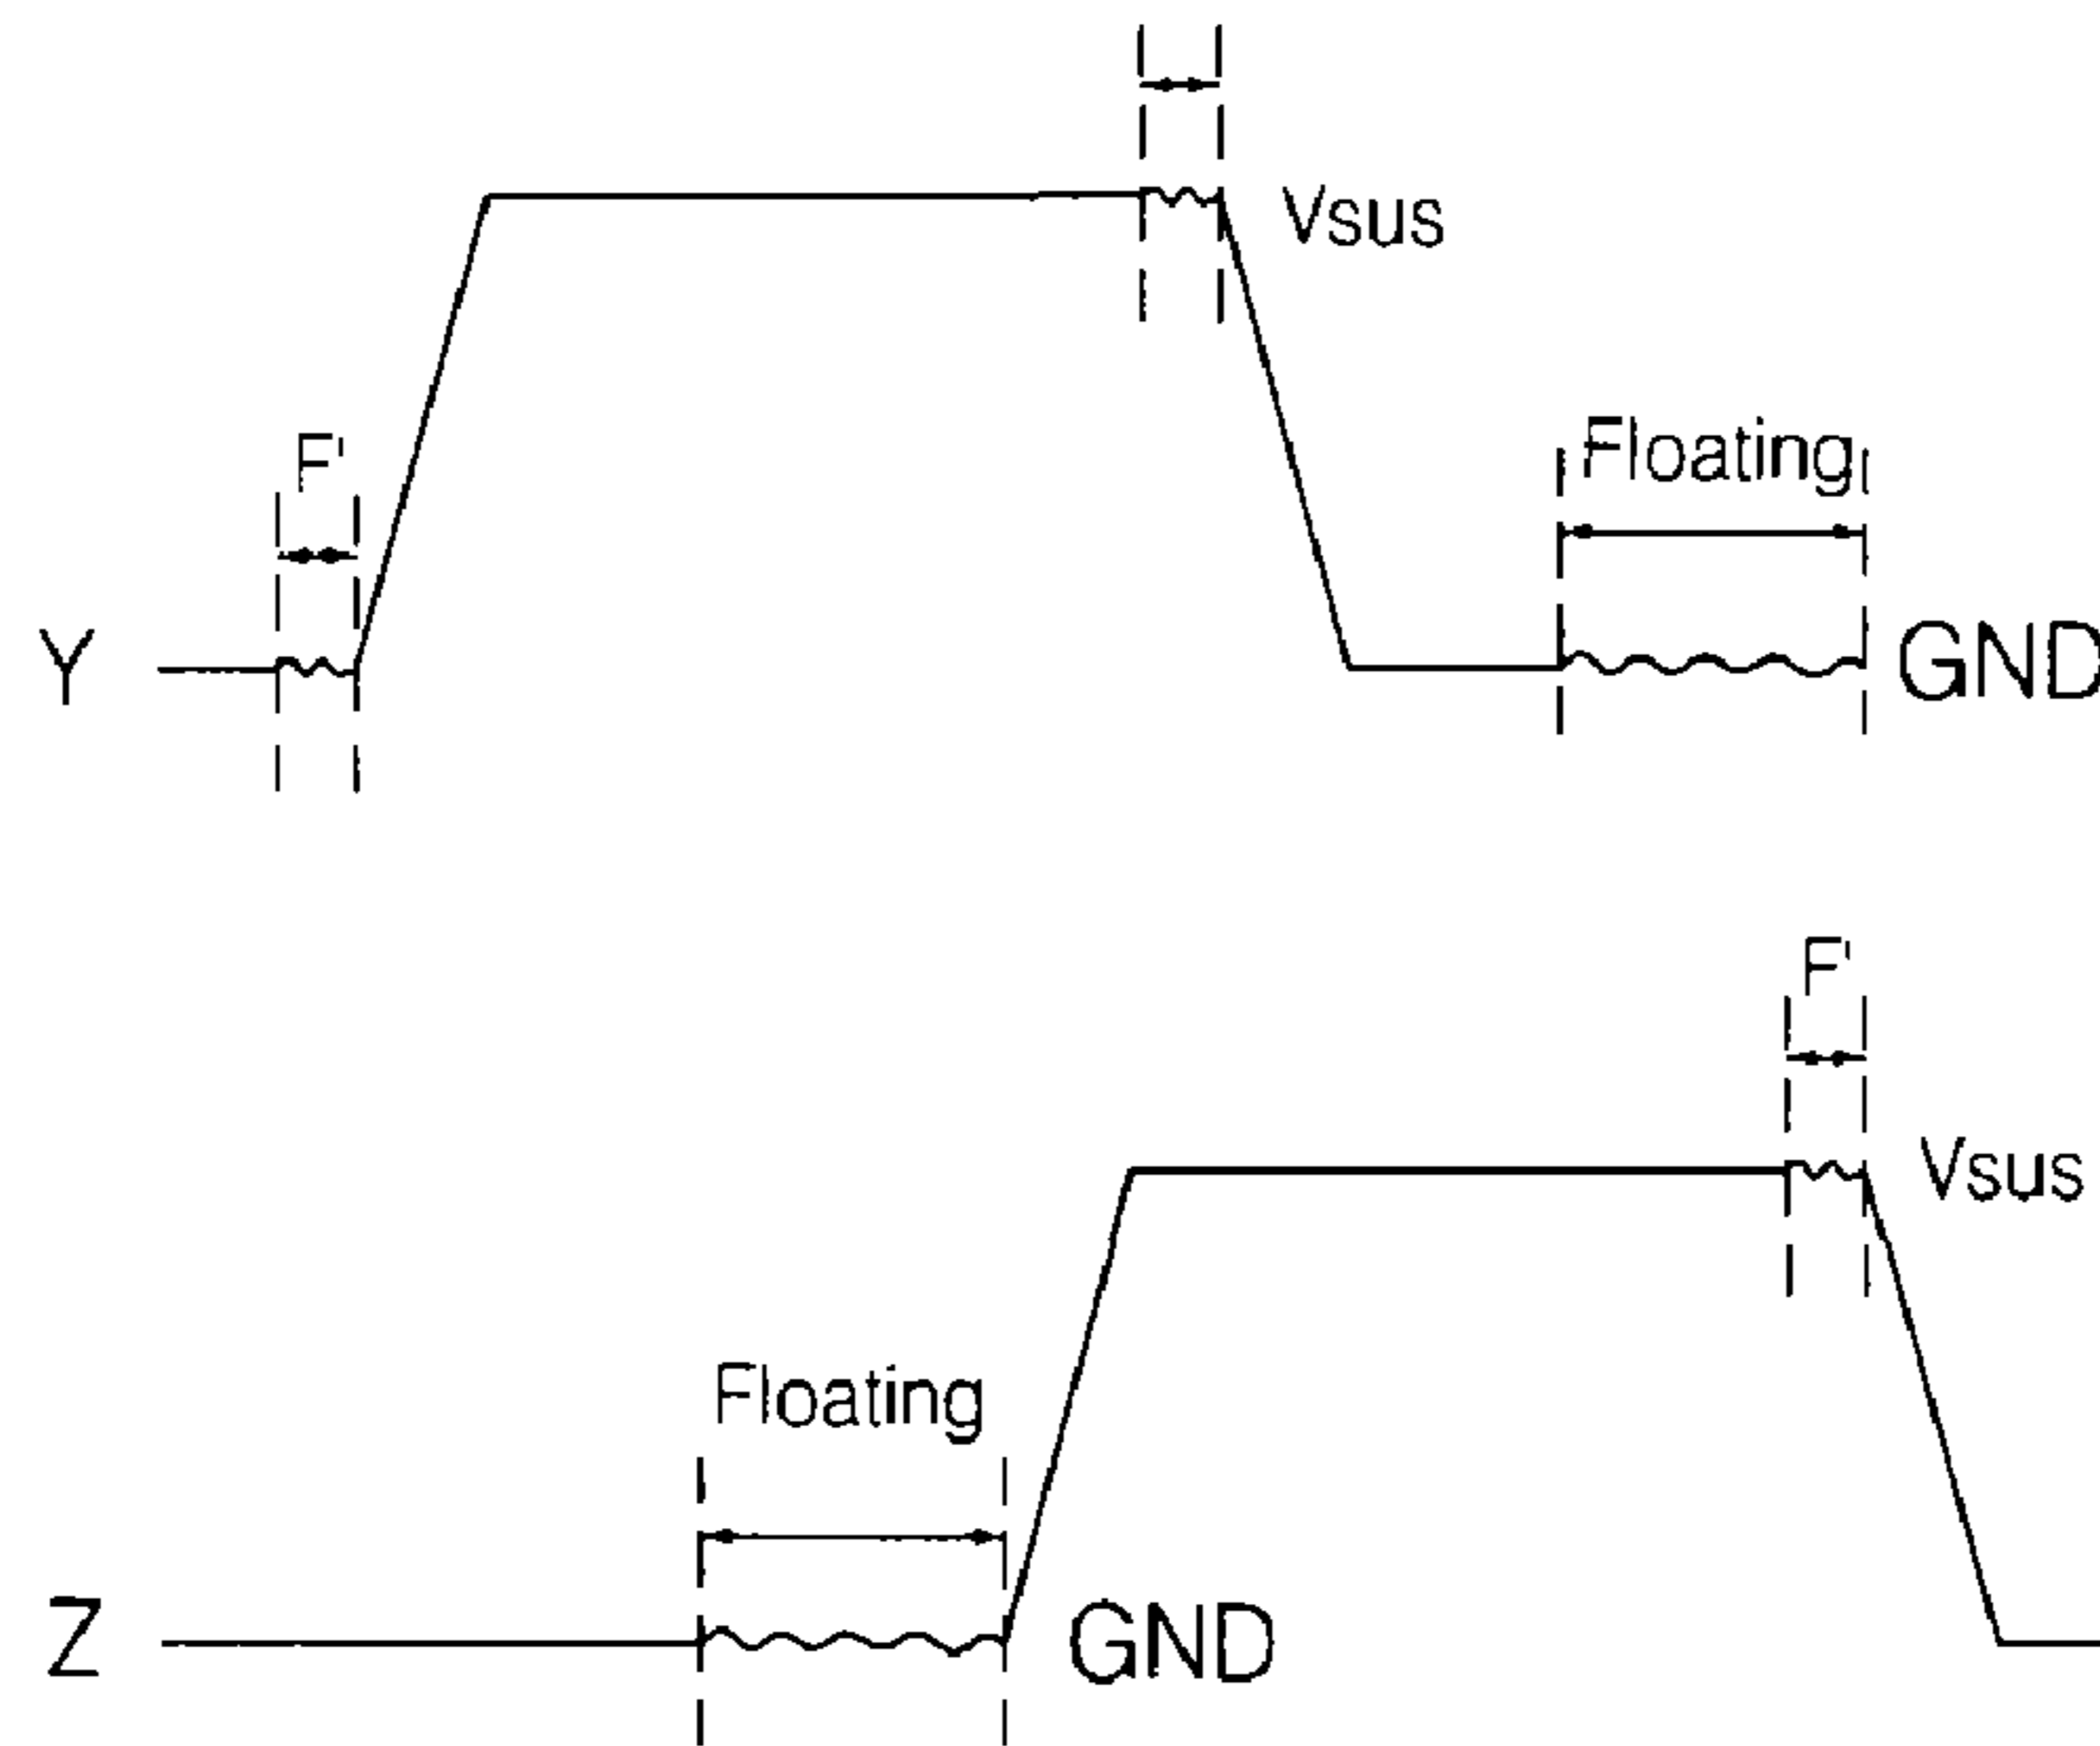 Vsus
F'
Floating
Y
GND
F'
Vsus
Floating
Z
GND